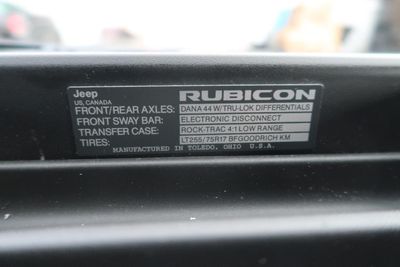 Jeep RUBICON
US, CANADA
FRONT/REAR AXLES: DANA 44 W/TRU-LOK DIFFERENTIALS
FRONT SWAY BAR: ELECTRONIC DISCONNECT
TRANSFER CASE: ROCK-TRAC 4:1 LOW RANGE
TIRES: LT255/75R17 BFGOODRICH KM
MANUFACTURED IN TOLEDO, OHIO U.S.A.